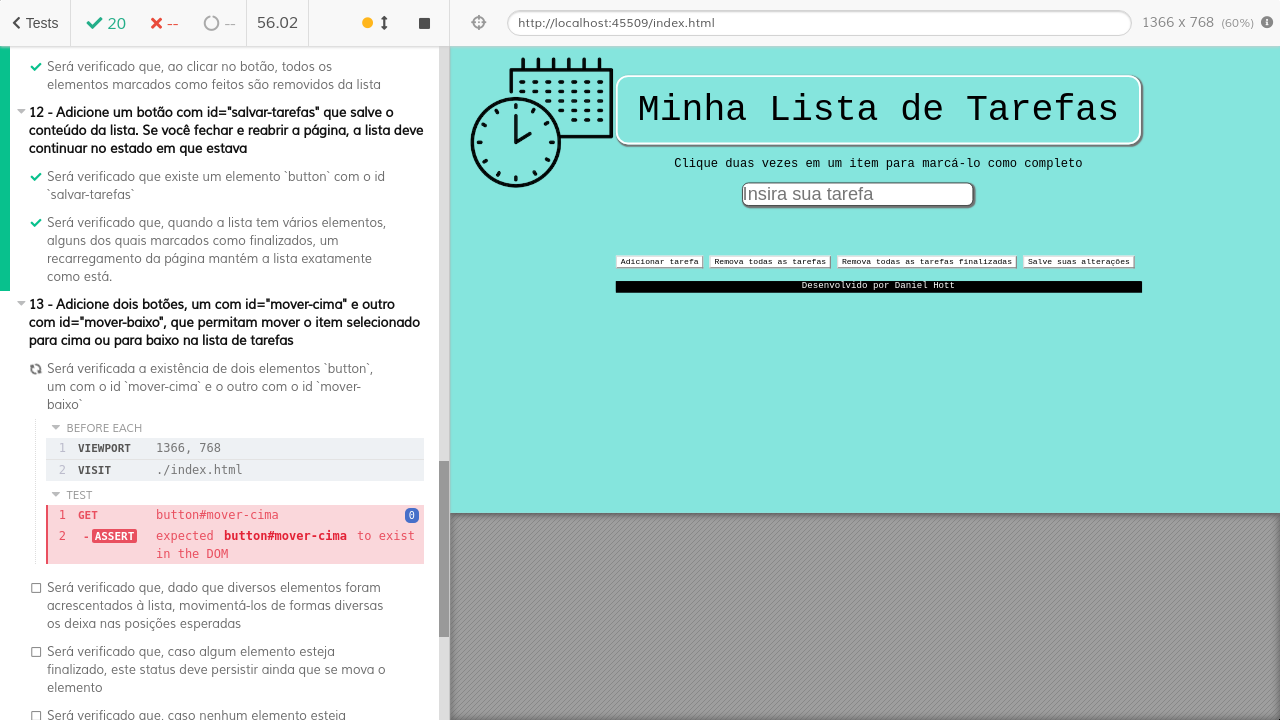 Tests
20
--
--
56.02
http://localhost:45509/index.html
1366 x 768 (60%)
Será verificado que, ao clicar no botão, todos os
elementos marcados como feitos são removidos da lista
12 - Adicione um botão com id="salvar-tarefas" que salve o
conteúdo da lista. Se você fechar e reabrir a página, a lista deve
continuar no estado em que estava
Será verificado que existe um elemento `button` com o id
`salvar-tarefas`
Será verificado que, quando a lista tem vários elementos,
alguns dos quais marcados como finalizados, um
recarregamento da página mantém a lista exatamente
como está.
13 - Adicione dois botões, um com id="mover-cima" e outro
com id="mover-baixo", que permitam mover o item selecionado
para cima ou para baixo na lista de tarefas
Será verificada a existência de dois elementos `button`,
um com o id `mover-cima` e o outro com o id `mover-
baixo`
BEFORE EACH
1 VIEWPORT 1366, 768
2 VISIT ./index.html
TEST
1 GET button#mover-cima 0
2 -ASSERT expected button#mover-cima to exist
in the DOM
Será verificado que, dado que diversos elementos foram
acrescentados à lista, movimentá-los de formas diversas
os deixa nas posições esperadas
Será verificado que, caso algum elemento esteja
finalizado, este status deve persistir ainda que se mova o
elemento
Será verificado que, caso nenhum elemento esteja
Minha Lista de Tarefas
Clique duas vezes em um item para marcá-lo como completo
Insira sua tarefa
Adicionar tarefa
Remova todas as tarefas
Remova todas as tarefas finalizadas
Salve suas alterações
Desenvolvido por Daniel Hott